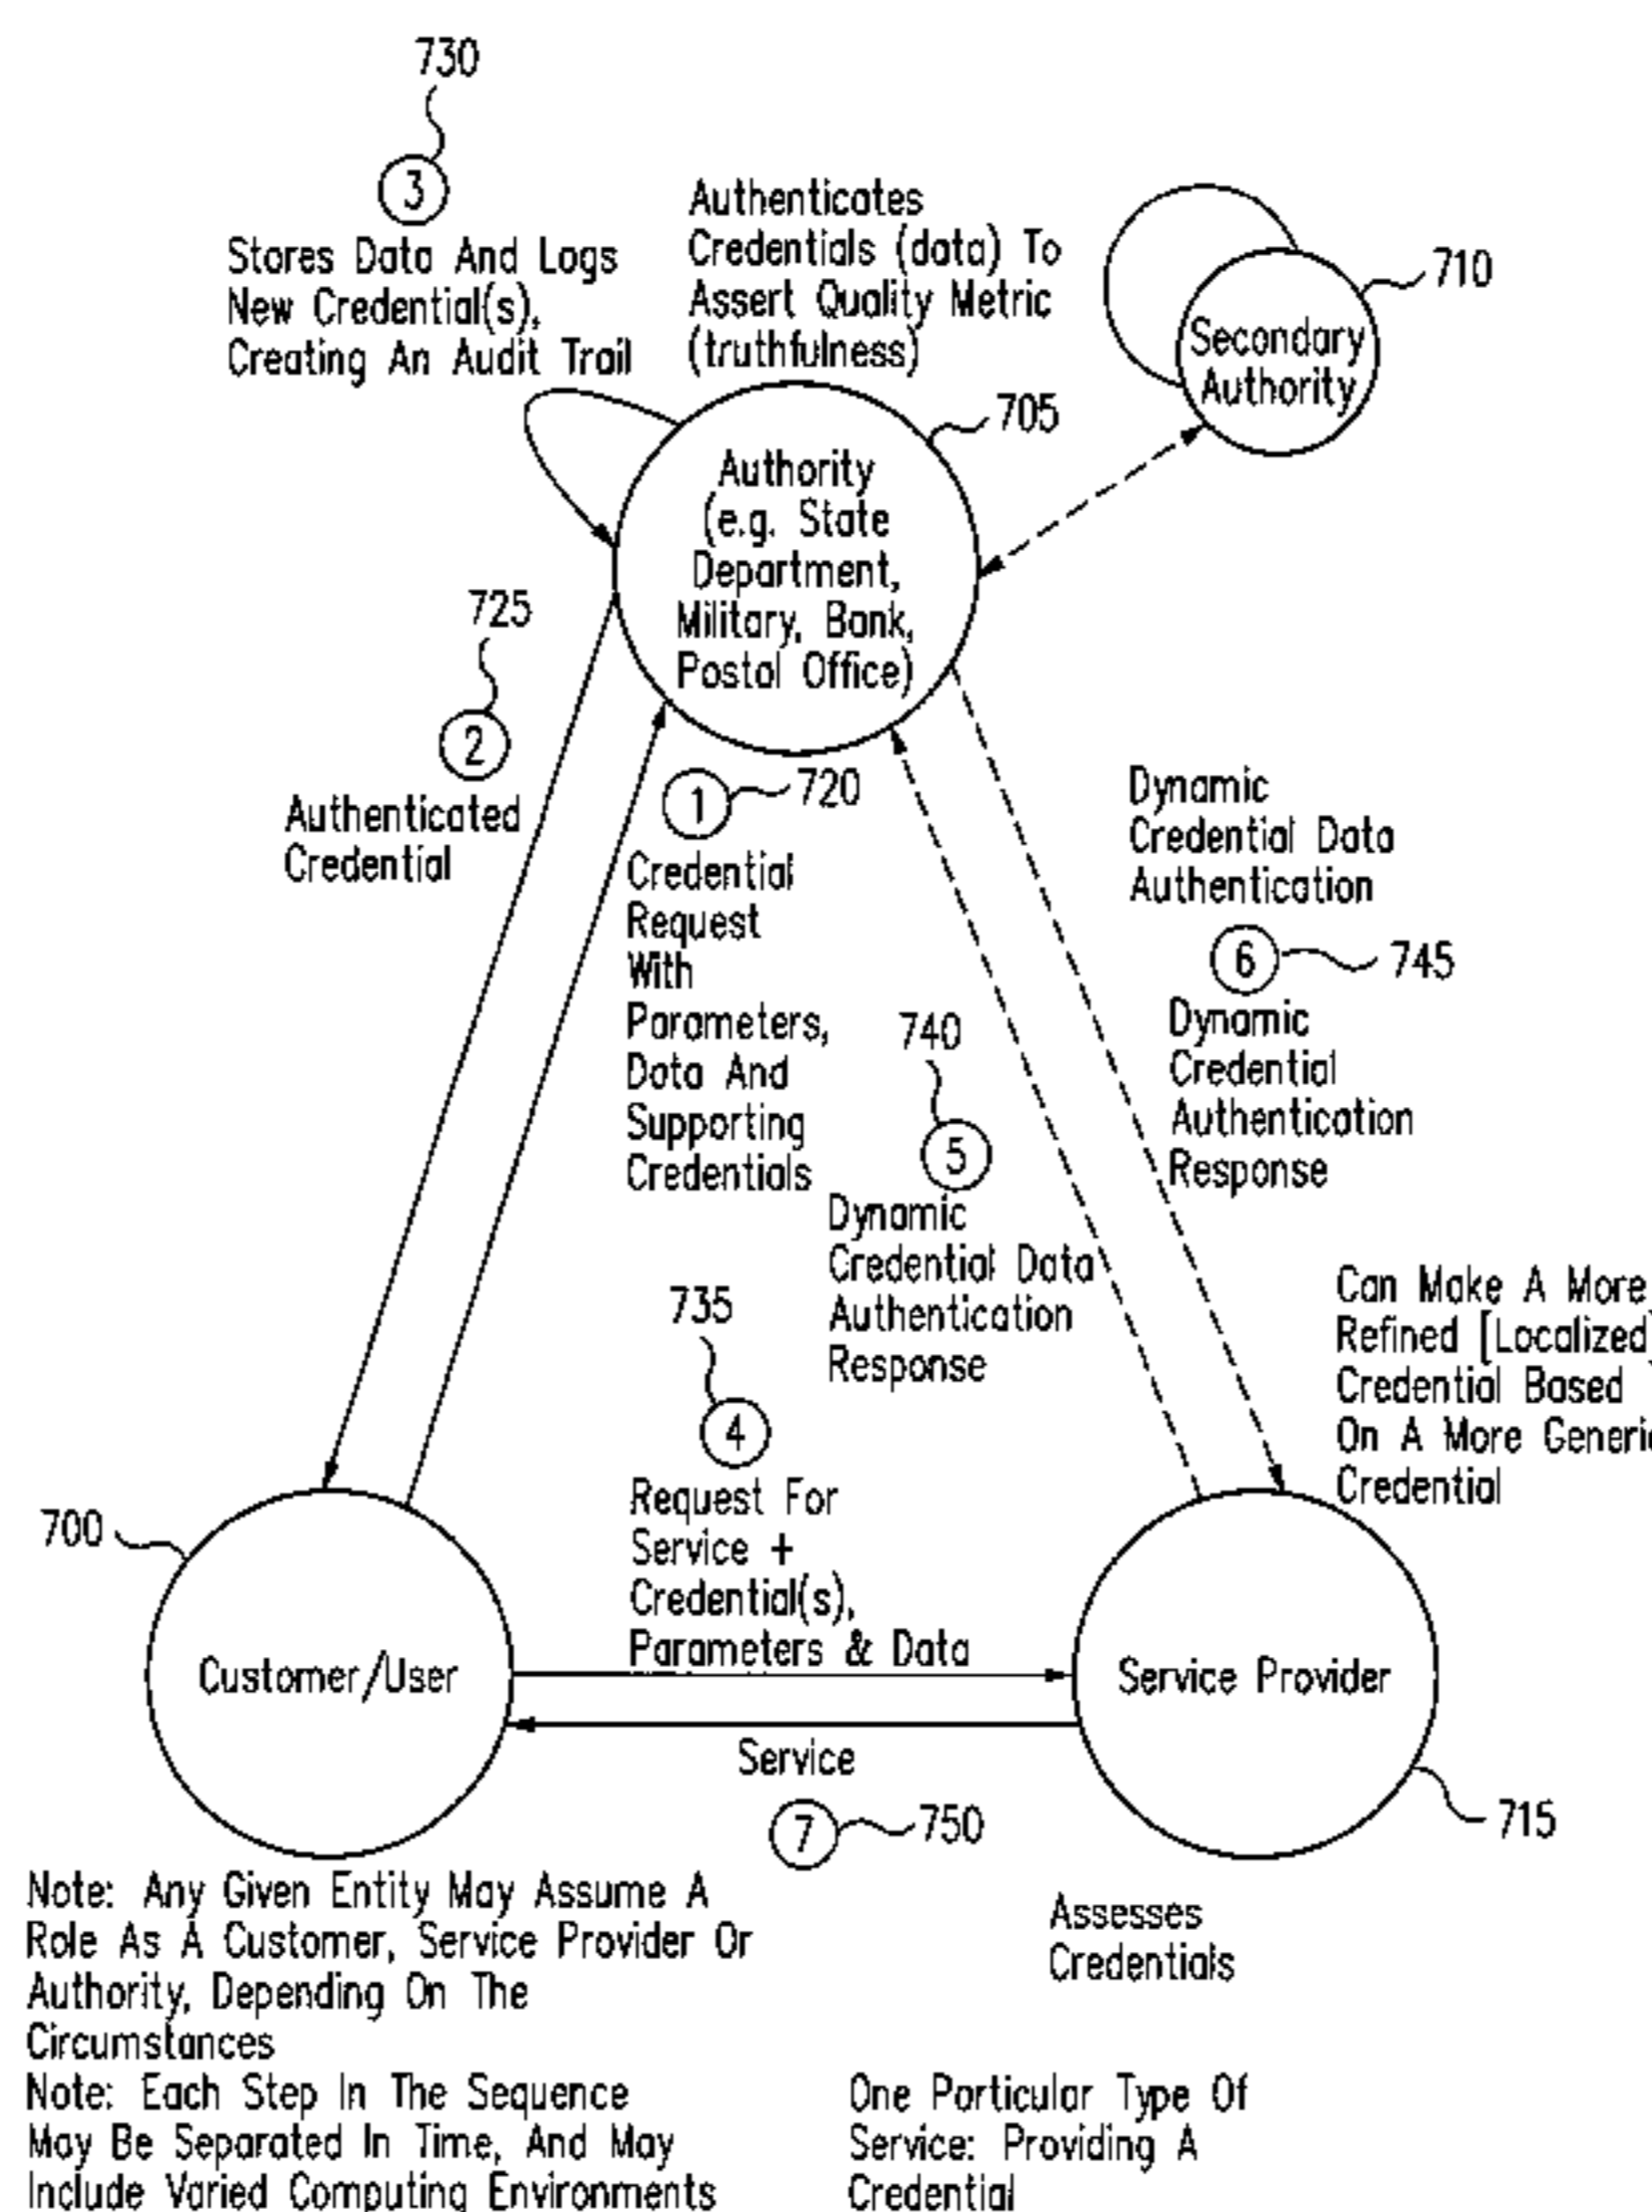 730
3
Stores Data And Logs
New Credential(s),
Creating An Audit Trail
Authenticates
Credentials (data) To
Assert Quality Metric
(truthfulness)
710
Secondary
Authority
705
Authority
(e.g. State
Department,
Military, Bank,
Postal Office)
725
2
Authenticated
Credential
1
720
Credential
Request
With
Parameters,
Data And
Supporting
Credentials
Dynamic
Credential Data
Authentication
6
745
Dynamic
Credential
Authentication
Response
740
5
Dynamic
Credential Data
Authentication
Response
Can Make A More
Refined [Localized]
Credential Based
On A More Generic
Credential
735
4
Request For
Service +
Credential(s),
Parameters & Data
700
Customer/User
Service Provider
Service
7
750
715
Note: Any Given Entity May Assume A
Role As A Customer, Service Provider Or
Authority, Depending On The
Circumstances
Note: Each Step In The Sequence
May Be Separated In Time, And May
Include Varied Computing Environments
Assesses
Credentials
One Particular Type Of
Service: Providing A
Credential